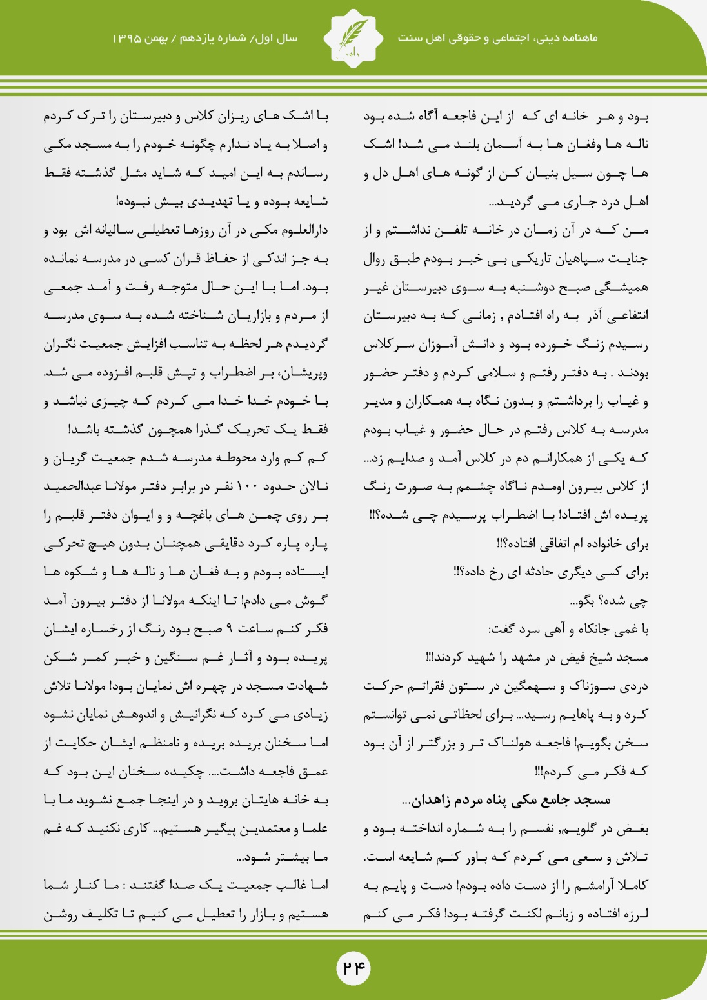 ماهنامه دینی، اجتماعی و حقوقی اهل سنت
سال اول/ شماره یازدهم / بهمن ۱۳۹۵
بود و هر خانه ای که از این فاجعه آگاه شده بود
ناله ها وفغان ها به آسمان بلند می شد! اشک
ها چون سیل بنیان کن از گونه های اهل دل و
اهل درد جاری می گردید...
من که در آن زمان در خانه تلفن نداشتم و از
جنایت سپاهیان تاریکی بی خبر بودم طبق روال
همیشگی صبح دوشنبه به سوی دبیرستان غیر
انتفاعی آذر به راه افتادم , زمانی که به دبیرستان
رسیدم زنگ خورده بود و دانش آموزان سرکلاس
بودند . به دفتر رفتم و سلامی کردم و دفتر حضور
و غیاب را برداشتم و بدون نگاه به همکاران و مدیر
مدرسه به کلاس رفتم در حال حضور و غیاب بودم
که یکی از همکارانم دم در کلاس آمد و صدایم زد...
از کلاس بیرون اومدم ناگاه چشمم به صورت رنگ
پریده اش افتاد! با اضطراب پرسیدم چی شده؟!!
برای خانواده ام اتفاقی افتاده؟!!
برای کسی دیگری حادثه ای رخ داده؟!!
چی شده؟ بگو...
با غمی جانکاه و آهی سرد گفت:
مسجد شیخ فیض در مشهد را شهید کردند!!!
دردی سوزناک و سهمگین در ستون فقراتم حرکت
کرد و به پاهایم رسید... برای لحظاتی نمی توانستم
سخن بگویم! فاجعه هولناک تر و بزرگتر از آن بود
که فکر می کردم!!!
مسجد جامع مکی پناه مردم زاهدان...
بغض در گلویم, نفسم را به شماره انداخته بود و
تلاش و سعی می کردم که باور کنم شایعه است.
کاملا آرامشم را از دست داده بودم! دست و پایم به
لرزه افتاده و زبانم لکنت گرفته بود! فکر می کنم
با اشک های ریزان کلاس و دبیرستان را ترک کردم
و اصلا به یاد ندارم چگونه خودم را به مسجد مکی
رساندم به این امید که شاید مثل گذشته فقط
شایعه بوده و یا تهدیدی بیش نبوده!
دارالعلوم مکی در آن روزها تعطیلی سالیانه اش بود و
به جز اندکی از حفاظ قران کسی در مدرسه نمانده
بود. اما با این حال متوجه رفت و آمد جمعی
از مردم و بازاریان شناخته شده به سوی مدرسه
گردیدم هر لحظه به تناسب افزایش جمعیت نگران
وپریشان، بر اضطراب و تپش قلبم افزوده می شد.
با خودم خدا خدا می کردم که چیزی نباشد و
فقط یک تحریک گذرا همچون گذشته باشد!
کم کم وارد محوطه مدرسه شدم جمعیت گریان و
نالان حدود ۱۰۰ نفر در برابر دفتر مولانا عبدالحمید
بر روی چمن های باغچه و و ایوان دفتر قلبم را
پاره پاره کرد دقایقی همچنان بدون هیچ تحرکی
ایستاده بودم و به فغان ها و ناله ها و شکوه ها
گوش می دادم! تا اینکه مولانا از دفتر بیرون آمد
فکر کنم ساعت ۹ صبح بود رنگ از رخساره ایشان
پریده بود و آثار غم سنگین و خبر کمر شکن
شهادت مسجد در چهره اش نمایان بود! مولانا تلاش
زیادی می کرد که نگرانیش و اندوهش نمایان نشود
اما سخنان بریده بریده و نامنظم ایشان حکایت از
عمق فاجعه داشت.... چکیده سخنان این بود که
به خانه هایتان بروید و در اینجا جمع نشوید ما با
علما و معتمدین پیگیر هستیم... کاری نکنید که غم
ما بیشتر شود...
اما غالب جمعیت یک صدا گفتند : ما کنار شما
هستیم و بازار را تعطیل می کنیم تا تکلیف روشن
۲۴